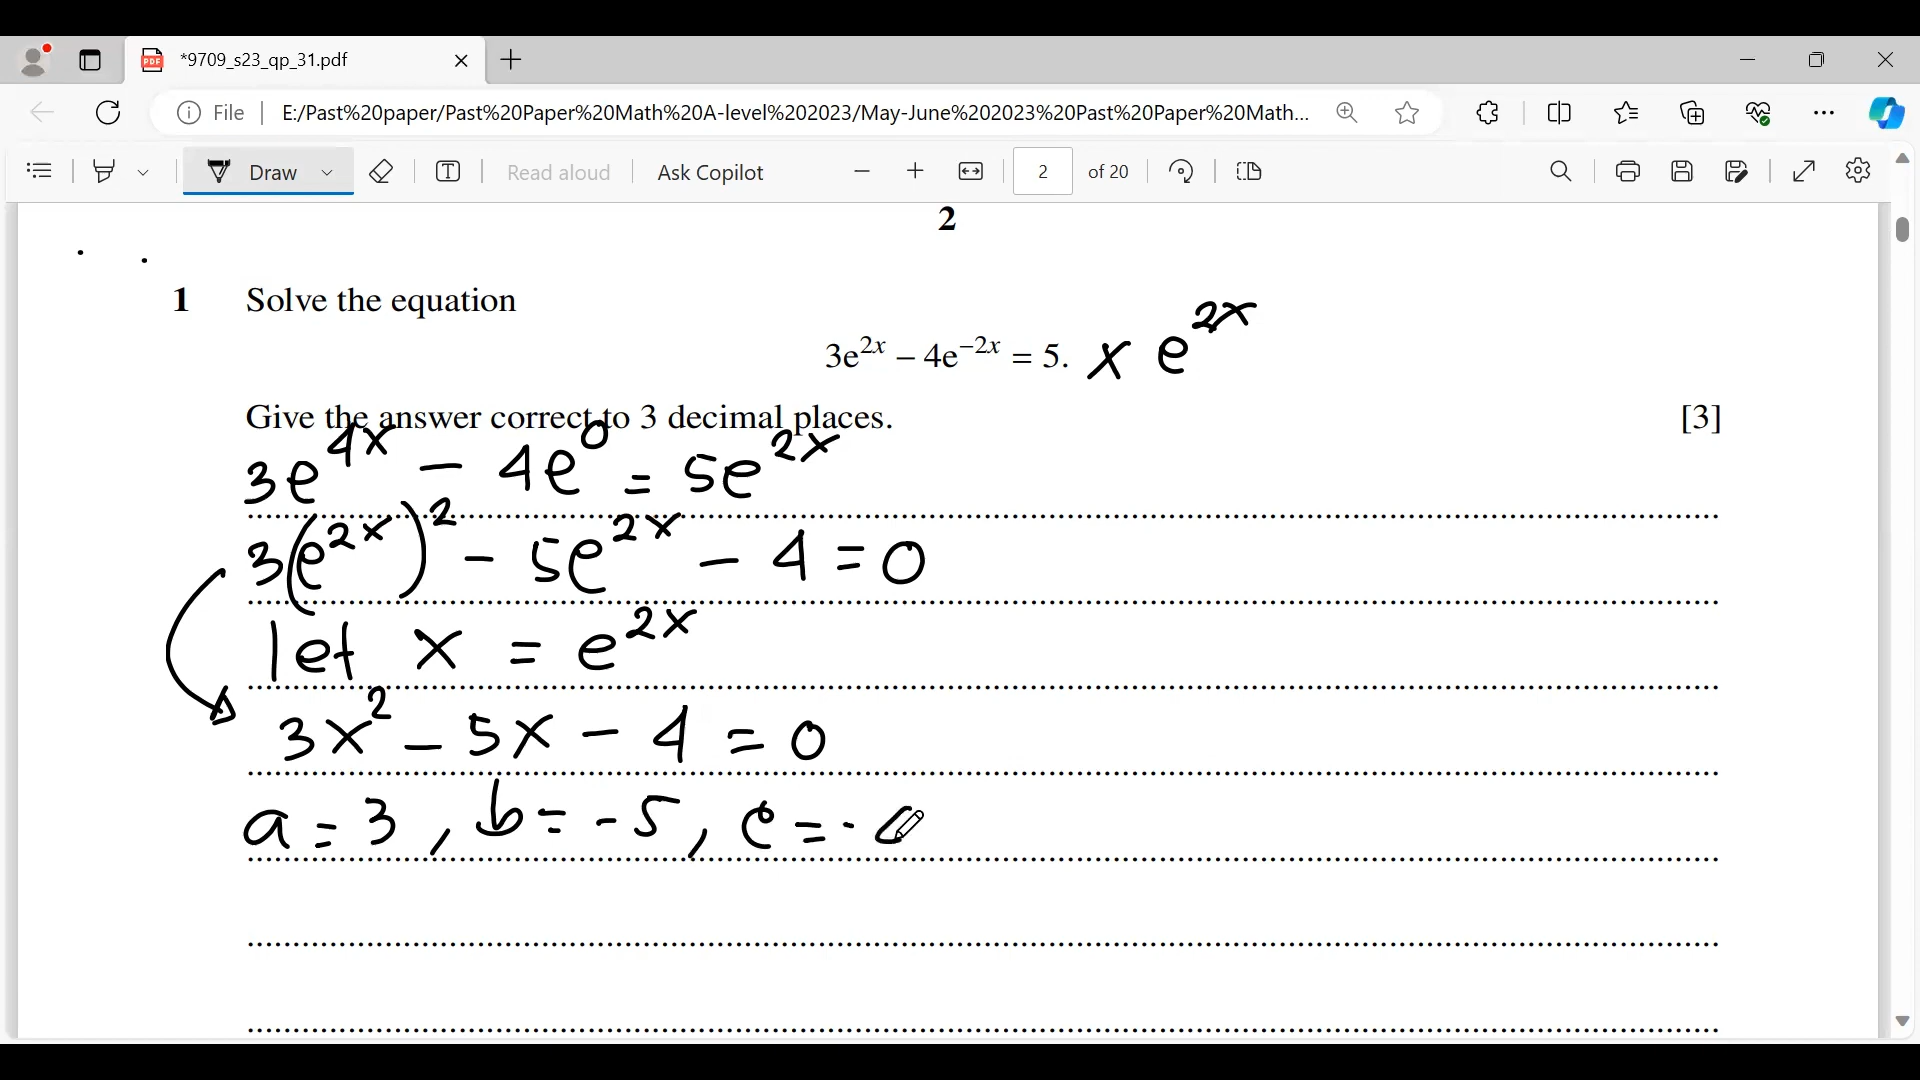 *9709_s23_qp_31.pdf
File
E:/Past%20paper/Past%20Paper%20Math%20A-level%202023/May-June%202023%20Past%20Paper%20Math...
Draw
Read aloud
Ask Copilot
2
of 20
2
1 Solve the equation
3e^{2x} – 4e^{−2x} = 5. x e^{2x}
Give the answer correct to 3 decimal places. [3]
3e^{4x} - 4e^0 = 5e^{2x}
3(e^{2x})^2 - 5e^{2x} - 4 = 0
let x = e^{2x}
3x^2 - 5x - 4 = 0
a = 3, b = -5, c = -